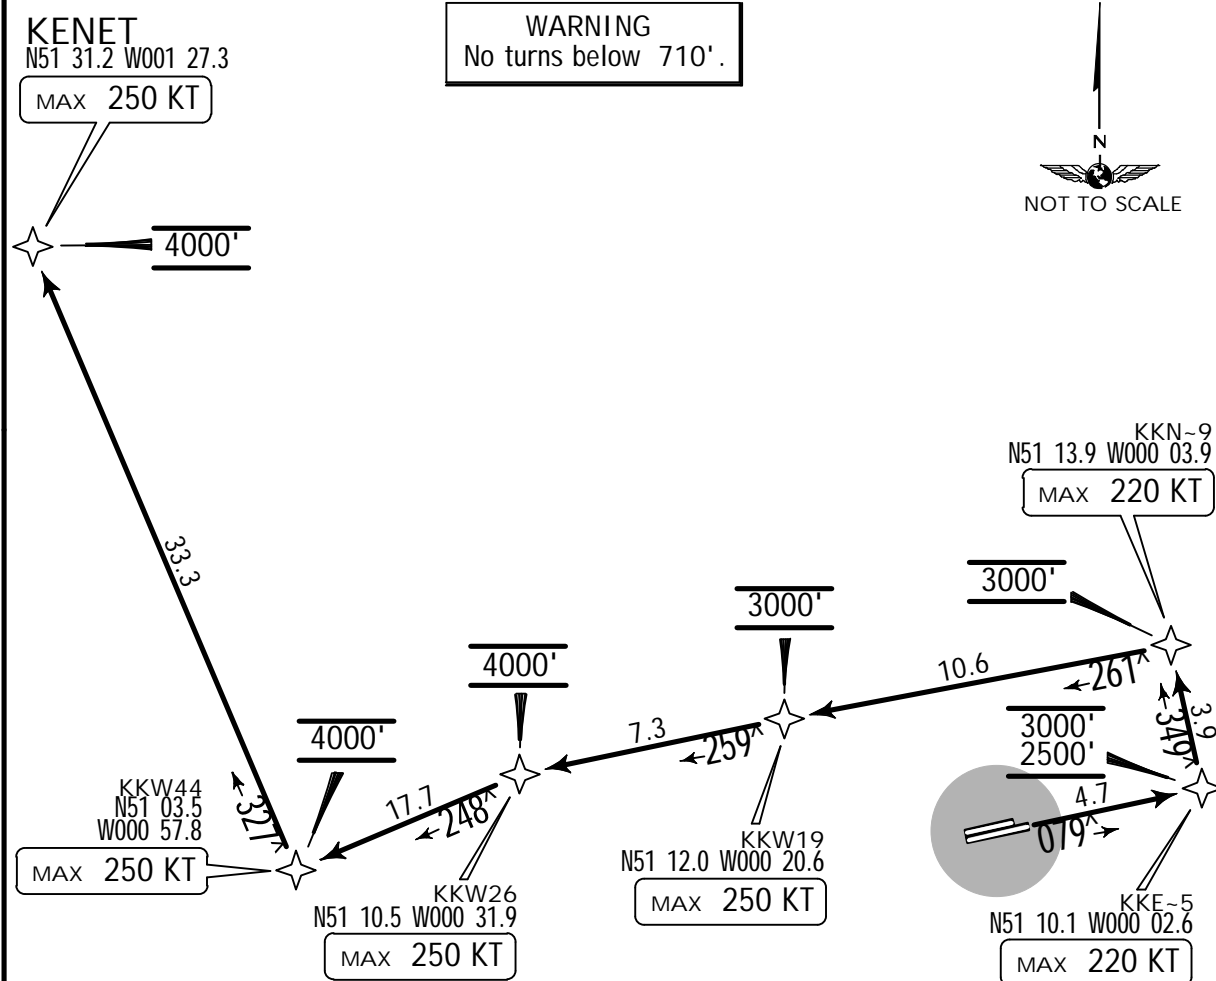 KENET
N51 31.2 W001 27.3
MAX 250 KT
WARNING
No turns below 710'.
N
NOT TO SCALE
4000'
33.3
KKN~9
N51 13.9 W000 03.9
MAX 220 KT
3000'
3000'
4000'
4000'
10.6
261^
3.9
349^
3000'
2500'
4.7
079^
7.3
259^
17.7
248^
327^
KKW44
N51 03.5
W000 57.8
MAX 250 KT
KKW26
N51 10.5 W000 31.9
MAX 250 KT
KKW19
N51 12.0 W000 20.6
MAX 250 KT
KKE~5
N51 10.1 W000 02.6
MAX 220 KT